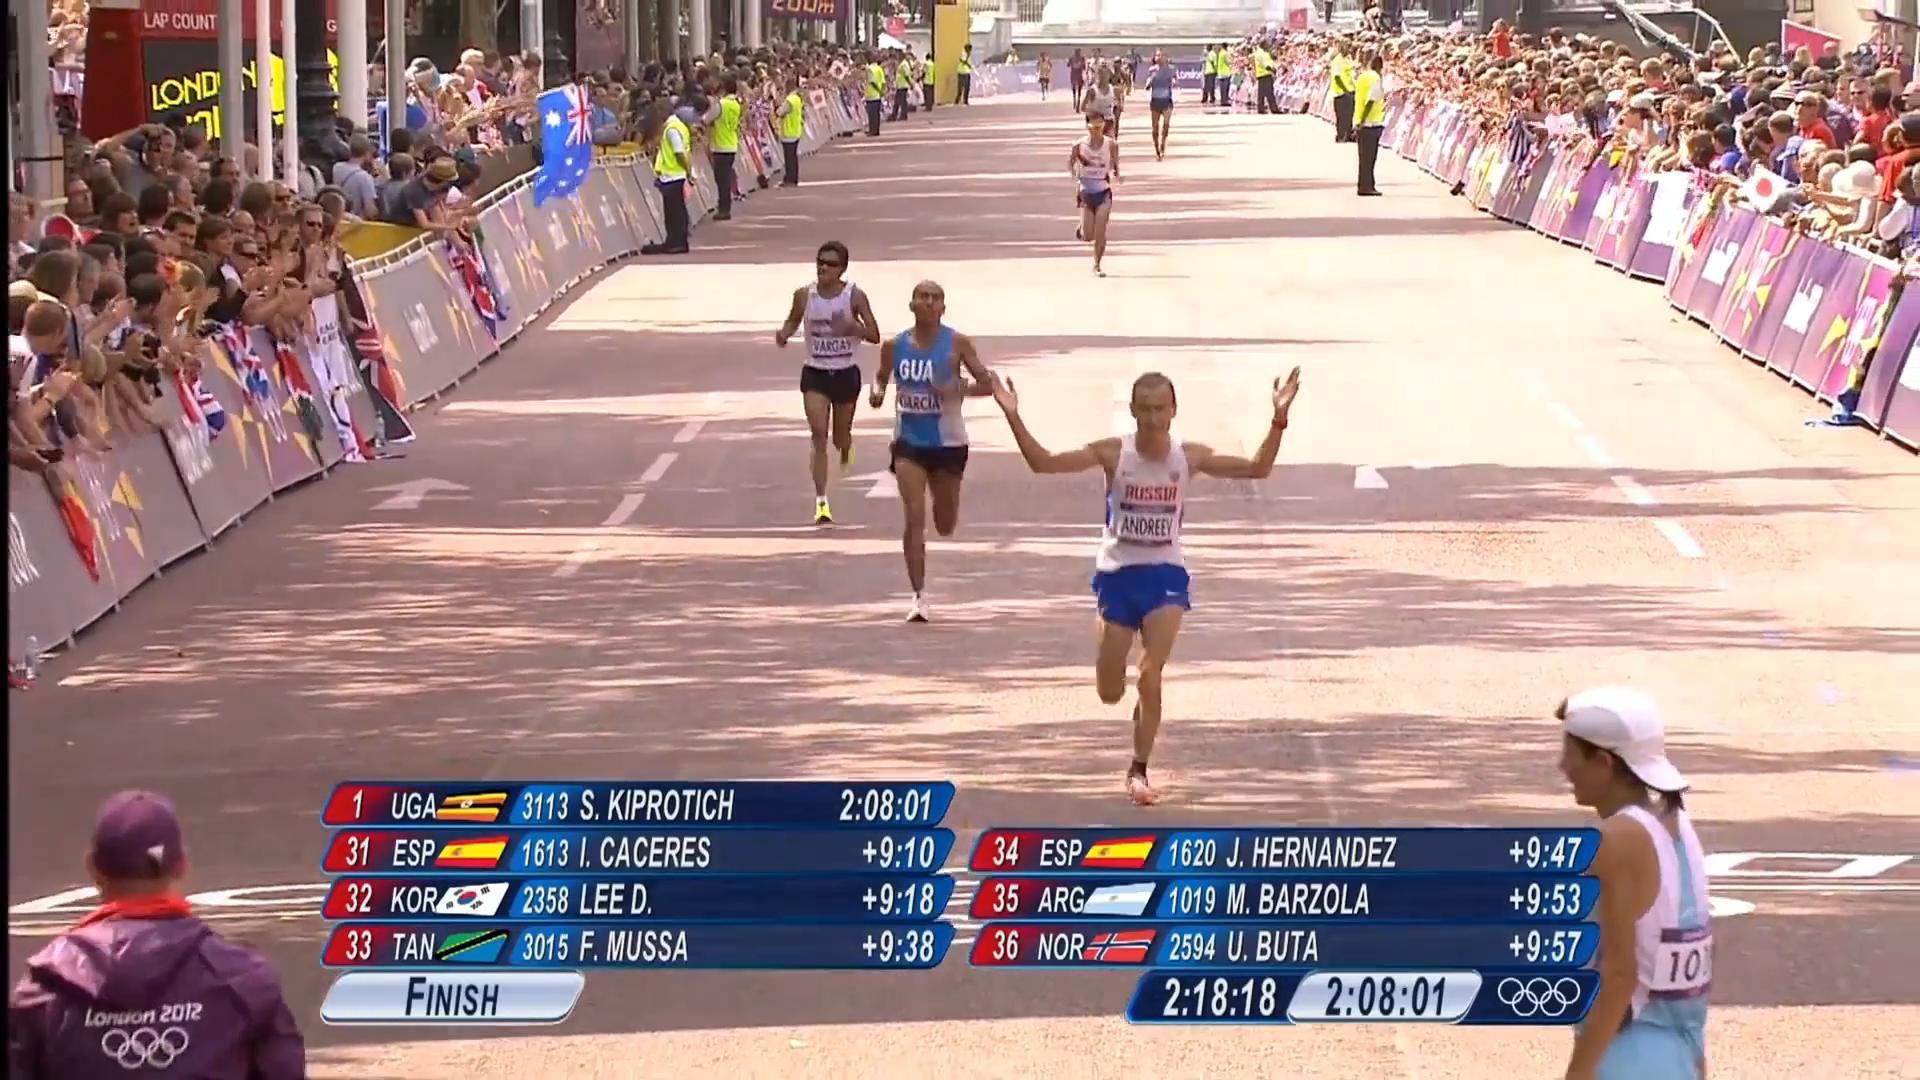 LAP COUNT
200m
LONDON
VARGAS
GUA
GARCIA
RUSSIA
ANDREEV
London 2012
1 UGA 3113 S. KIPROTICH 2:08:01
31 ESP 1613 I. CACERES +9:10
32 KOR 2358 LEE D. +9:18
33 TAN 3015 F. MUSSA +9:38
34 ESP 1620 J. HERNANDEZ +9:47
35 ARG 1019 M. BARZOLA +9:53
36 NOR 2594 U. BUTA +9:57
FINISH
2:18:18 2:08:01